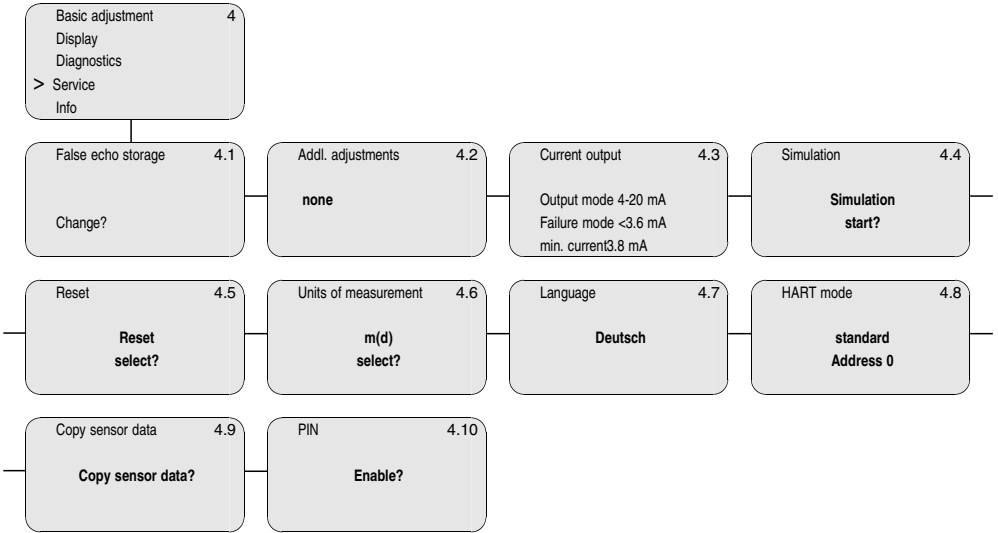 Basic adjustment 4
Display
Diagnostics
> Service
Info
False echo storage 4.1
Change?
Addl. adjustments 4.2
none
Current output 4.3
Output mode 4-20 mA
Failure mode <3.6 mA
min. current3.8 mA
Simulation 4.4
Simulation
start?
Reset 4.5
Reset
select?
Units of measurement 4.6
m(d)
select?
Language 4.7
Deutsch
HART mode 4.8
standard
Address 0
Copy sensor data 4.9
Copy sensor data?
PIN 4.10
Enable?